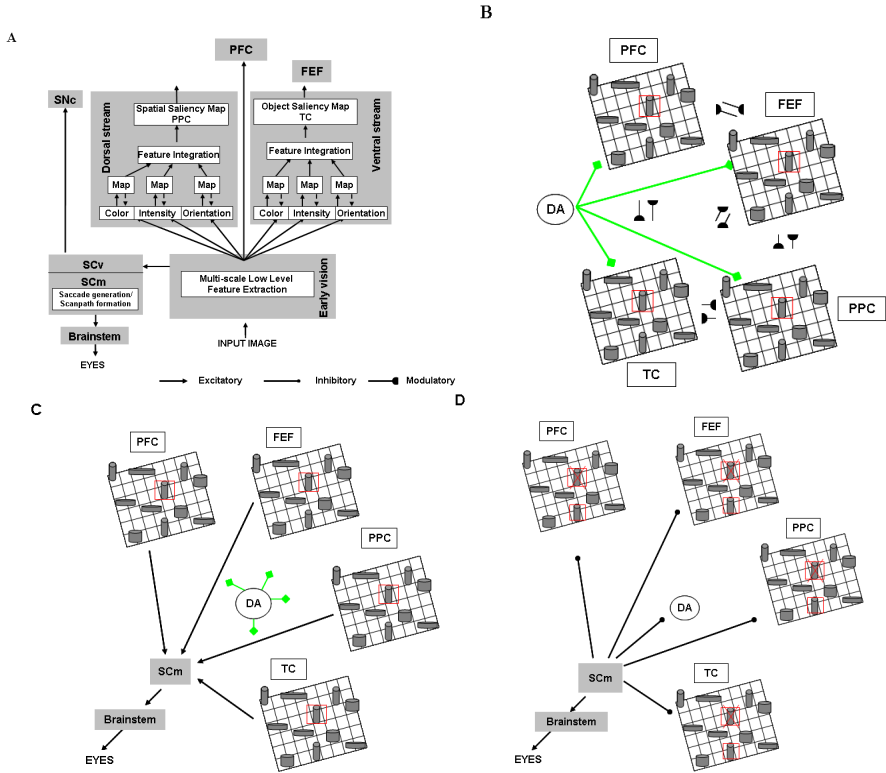 A
PFC
FEF
SNc
Dorsal stream
Spatial Saliency Map
PPC
Feature Integration
Map
Map
Map
Color
Intensity
Orientation
Object Saliency Map
TC
Feature Integration
Map
Map
Map
Color
Intensity
Orientation
Ventral stream
SCv
SCm
Saccade generation/
Scanpath formation
Multi-scale Low Level
Feature Extraction
Early vision
Brainstem
EYES
INPUT IMAGE
Excitatory
Inhibitory
Modulatory
B
PFC
FEF
DA
PPC
TC
C
PFC
FEF
PPC
DA
TC
SCm
Brainstem
EYES
D
PFC
FEF
PPC
DA
SCm
TC
Brainstem
EYES